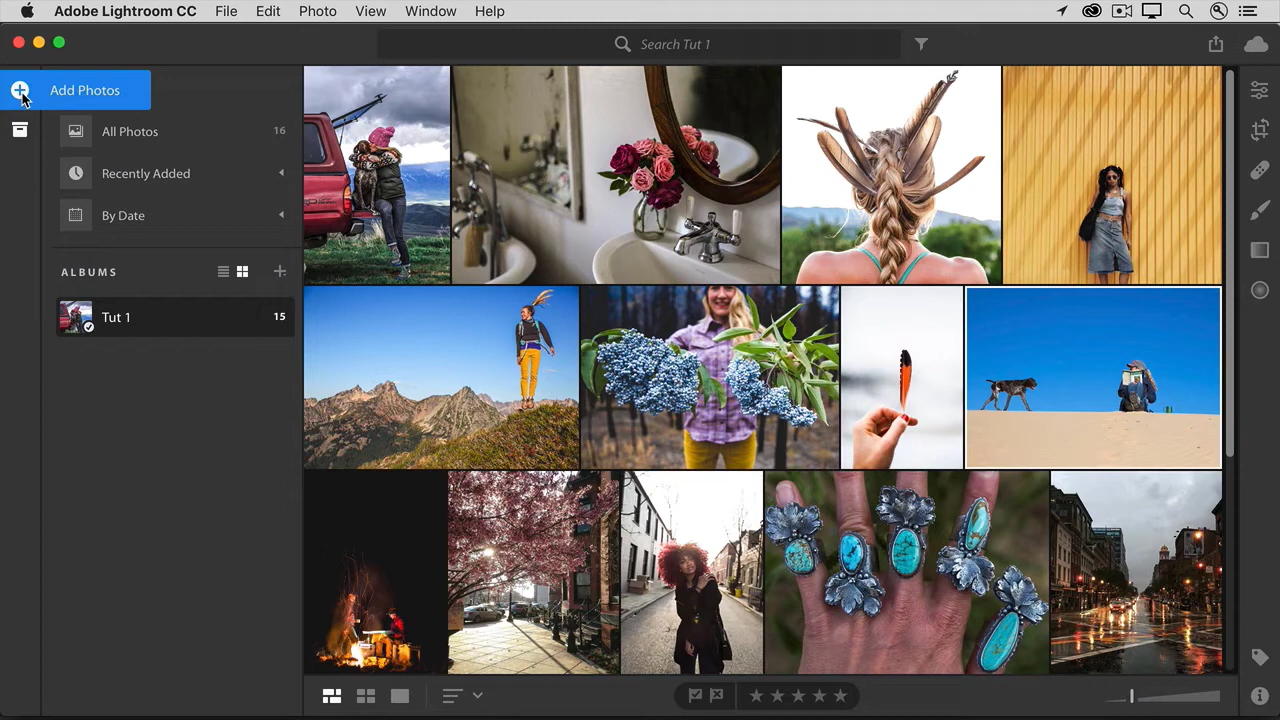 Adobe Lightroom CC File Edit Photo View Window Help
Search Tut 1
Add Photos
All Photos 16
Recently Added
By Date
ALBUMS
Tut 1 15